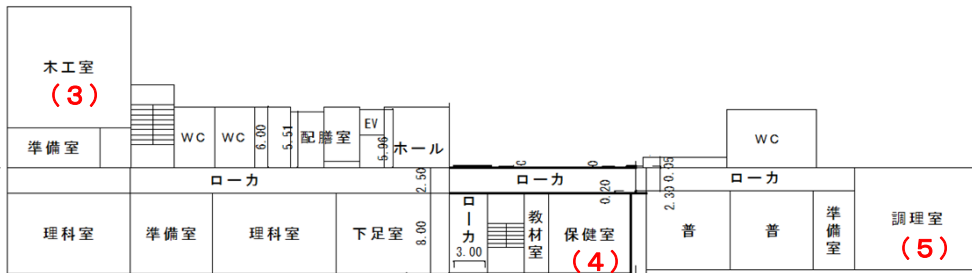 木工室
(3)
準備室
WC
WC
6.00
5.51
配膳室
EV
5.96
ホール
WC
ローカ
2.50
ローカ
0.20
2.30
0.05
ローカ
理科室
準備室
理科室
下足室
8.00
ローカ
3.00
教材室
保健室
(4)
普
普
準備室
調理室
(5)